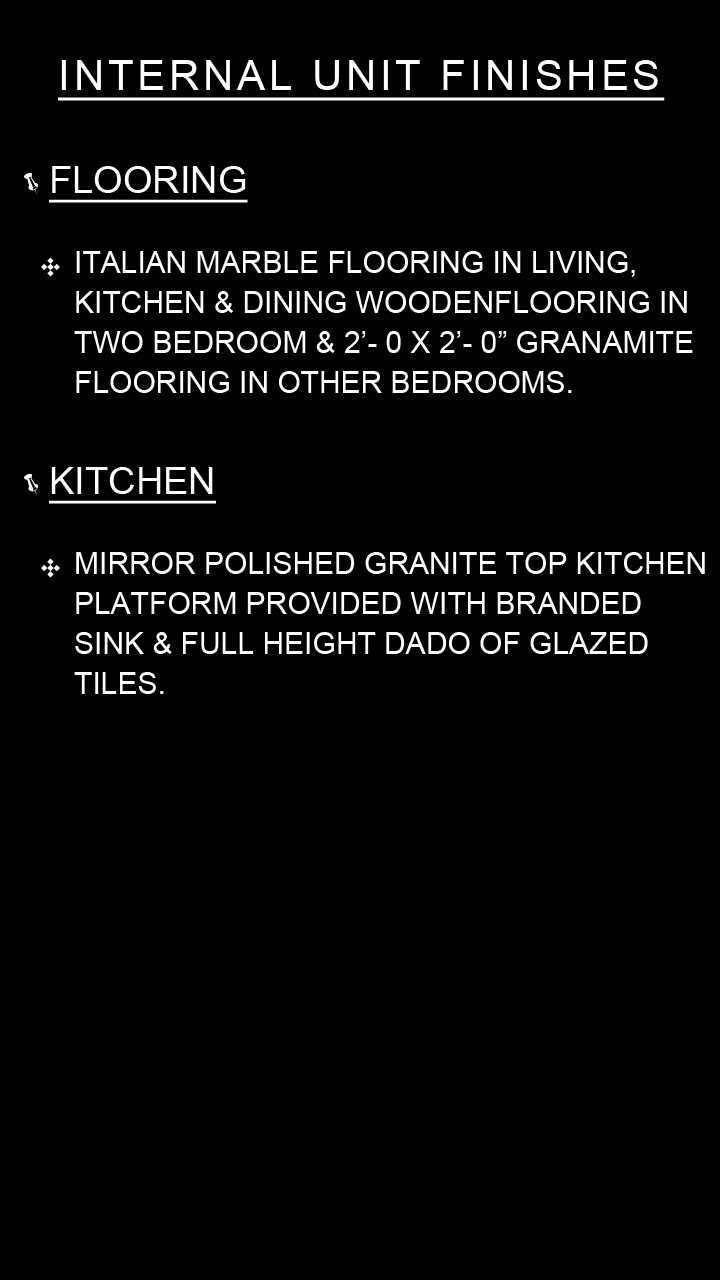 INTERNAL UNIT FINISHES
FLOORING
ITALIAN MARBLE FLOORING IN LIVING,
KITCHEN & DINING WOODENFLOORING IN
TWO BEDROOM & 2’- 0 X 2’- 0” GRANAMITE
FLOORING IN OTHER BEDROOMS.
KITCHEN
MIRROR POLISHED GRANITE TOP KITCHEN
PLATFORM PROVIDED WITH BRANDED
SINK & FULL HEIGHT DADO OF GLAZED
TILES.